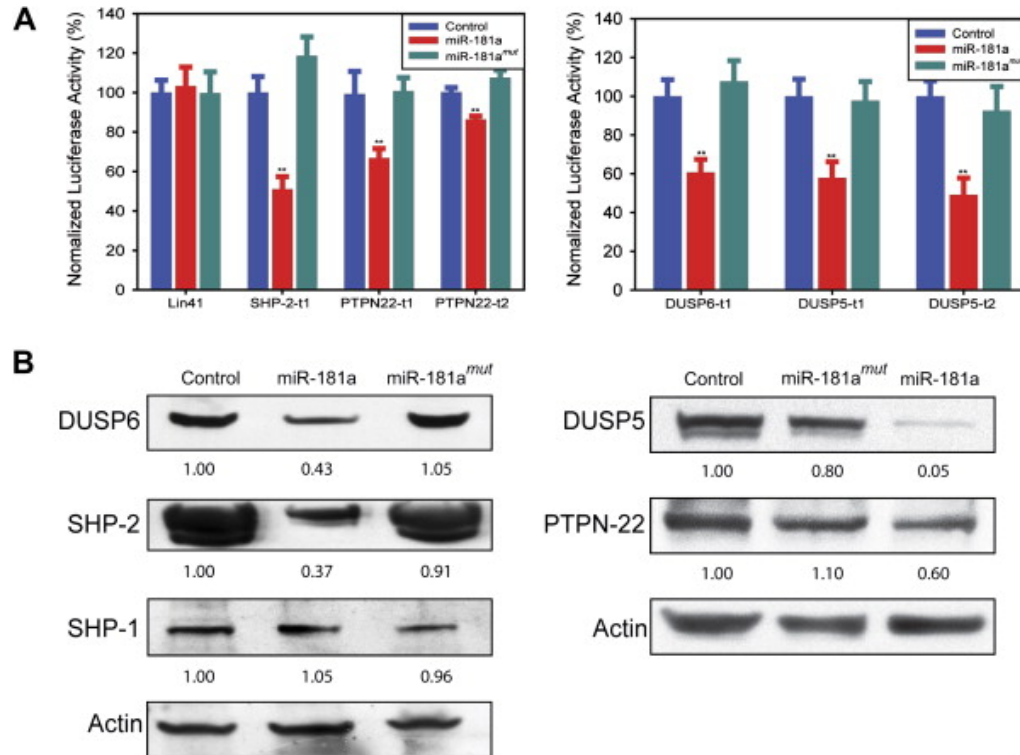 A
Nomalized Luciferase Activity (%)
140
120
100
80
60
40
20
0
Control
miR-181a
miR-181a^mut
**
**
**
Lin41
SHP-2-t1
PTPN22-t1
PTPN22-t2
Nomalized Luciferase Activity (%)
140
120
100
80
60
40
20
0
Control
miR-181a
miR-181a^mut
**
**
**
DUSP6-t1
DUSP5-t1
DUSP5-t2
B
Control miR-181a miR-181a^mut
DUSP6
1.00 0.43 1.05
SHP-2
1.00 0.37 0.91
SHP-1
1.00 1.05 0.96
Actin
Control miR-181a^mut miR-181a
DUSP5
1.00 0.80 0.05
PTPN-22
1.00 1.10 0.60
Actin